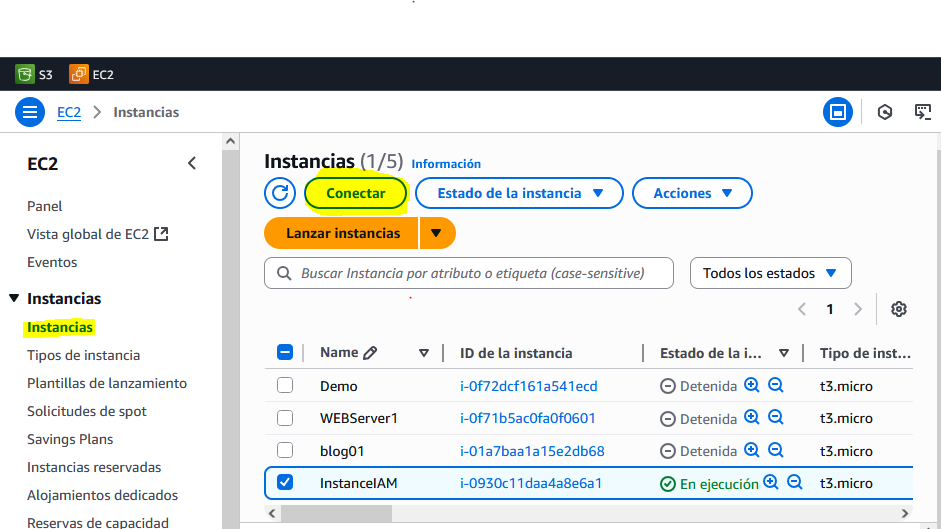 S3 EC2
EC2 > Instancias
EC2
Panel
Vista global de EC2
Eventos
Instancias
Instancias
Tipos de instancia
Plantillas de lanzamiento
Solicitudes de spot
Savings Plans
Instancias reservadas
Alojamientos dedicados
Reservas de capacidad
Instancias (1/5) Información
Conectar Estado de la instancia Acciones
Lanzar instancias
Buscar Instancia por atributo o etiqueta (case-sensitive) Todos los estados
1
Name ID de la instancia Estado de la i... Tipo de inst...
Demo i-0f72dcf161a541ecd Detenida t3.micro
WEBServer1 i-0f71b5ac0fa0f0601 Detenida t3.micro
blog01 i-01a7baa1a15e2db68 Detenida t3.micro
InstanceIAM i-0930c11daa4a8e6a1 En ejecución t3.micro